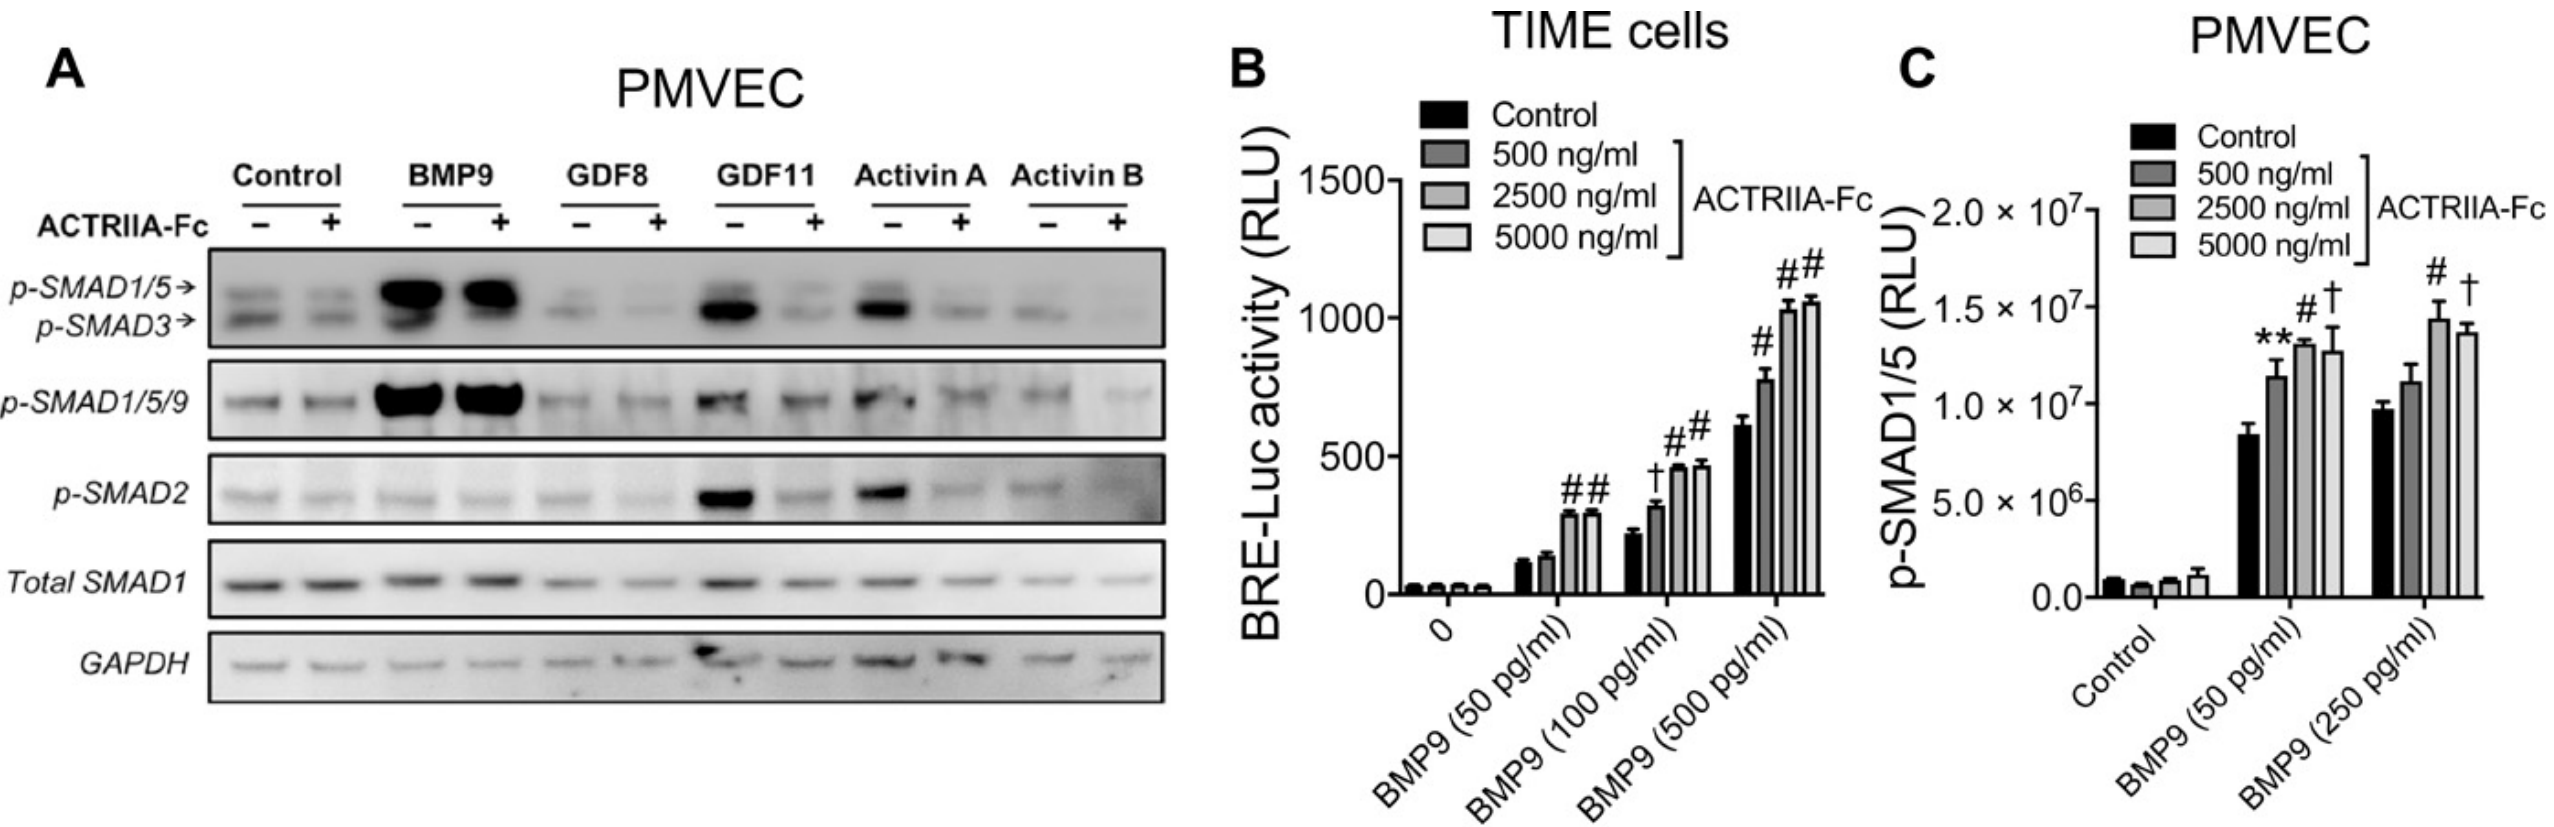 A
PMVEC
Control BMP9 GDF8 GDF11 Activin A Activin B
ACTRIIA-Fc – + – + – + – + – + – +
p-SMAD1/5→
p-SMAD3→
p-SMAD1/5/9
p-SMAD2
Total SMAD1
GAPDH
B
TIME cells
Control
500 ng/ml
2500 ng/ml
5000 ng/ml
ACTRIIA-Fc
BRE-Luc activity (RLU)
1500
1000
500
0
##
† # #
# # #
0
BMP9 (50 pg/ml)
BMP9 (100 pg/ml)
BMP9 (500 pg/ml)
C
PMVEC
Control
500 ng/ml
2500 ng/ml
5000 ng/ml
ACTRIIA-Fc
p-SMAD1/5 (RLU)
2.0 × 10⁷
1.5 × 10⁷
1.0 × 10⁷
5.0 × 10⁶
0.0
** # †
# †
Control
BMP9 (50 pg/ml)
BMP9 (250 pg/ml)